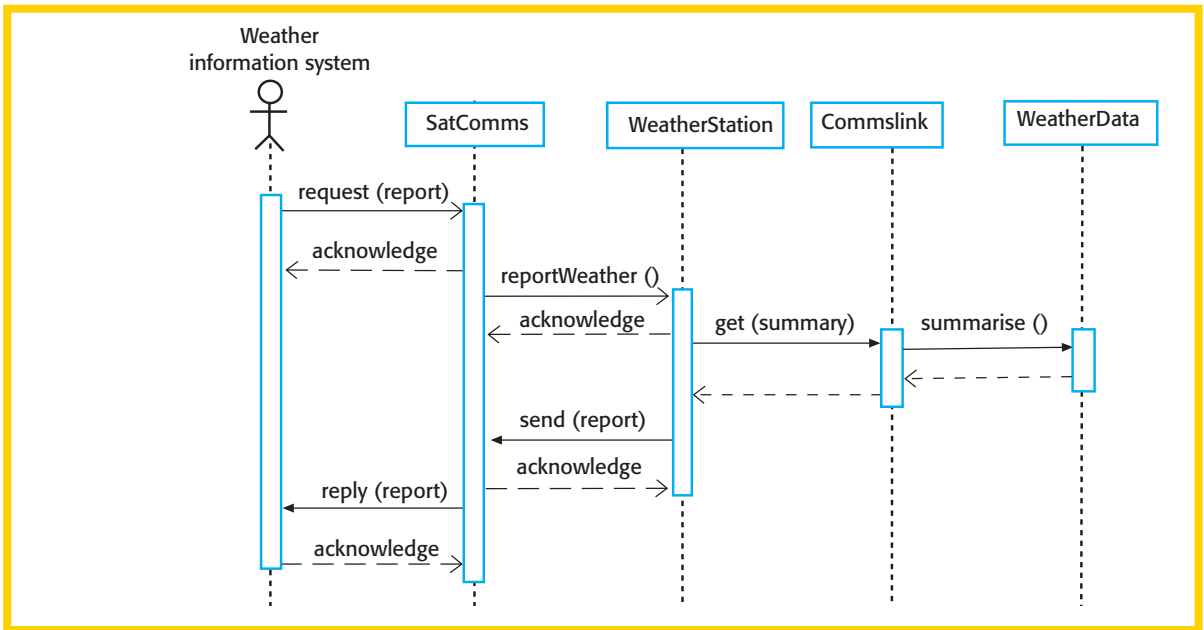 Weather
information system
SatComms
WeatherStation
Commslink
WeatherData
request (report)
acknowledge
reportWeather ()
acknowledge
get (summary)
summarise ()
send (report)
acknowledge
reply (report)
acknowledge